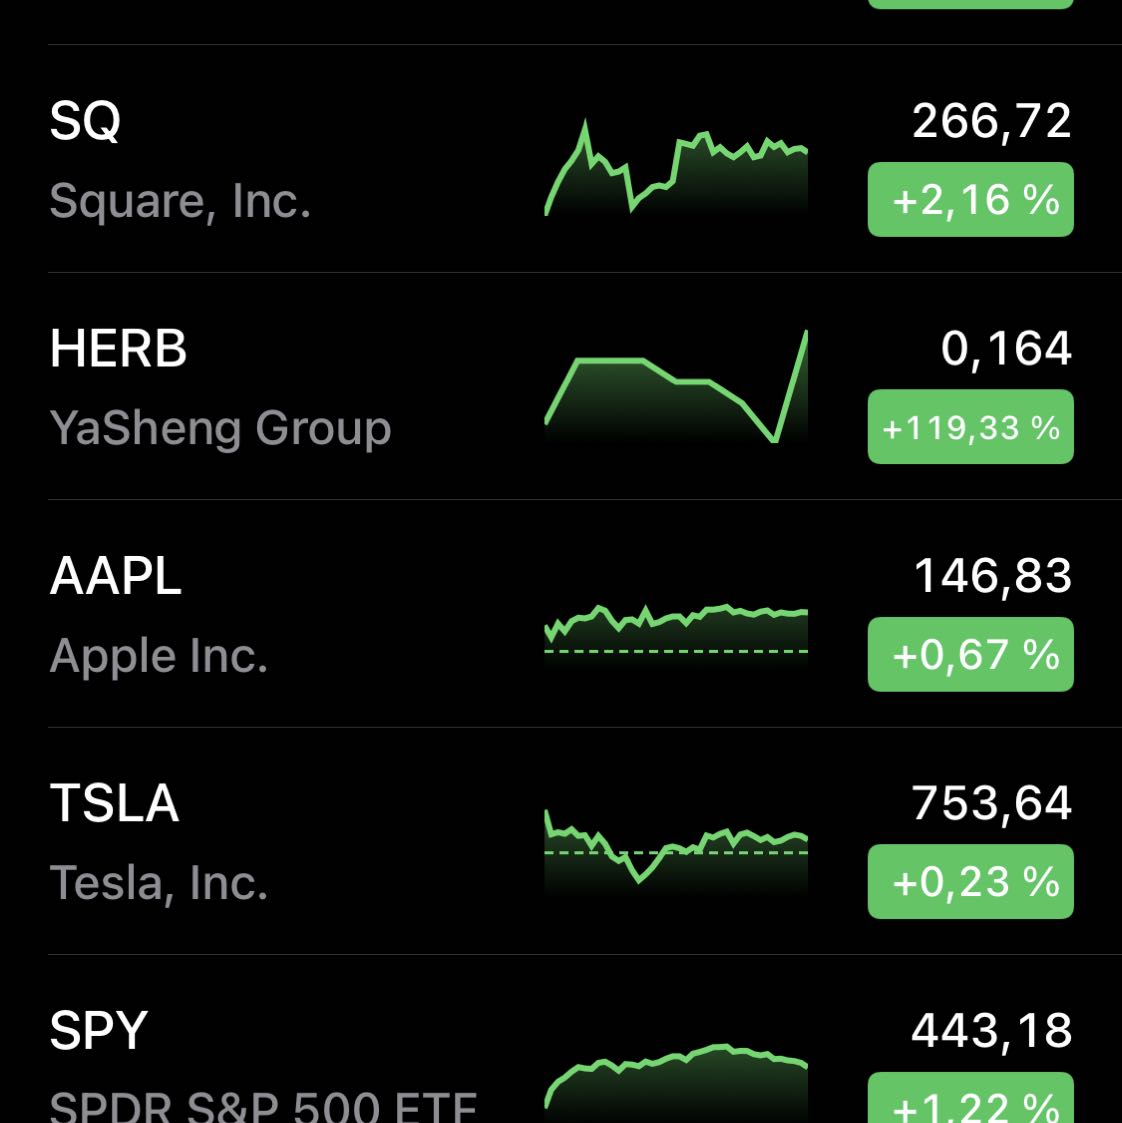 SQ
266,72
Square, Inc.
+2,16 %
HERB
0,164
YaSheng Group
+119,33 %
AAPL
146,83
Apple Inc.
+0,67 %
TSLA
753,64
Tesla, Inc.
+0,23 %
SPY
443,18
SPDR S&P 500 ETF
+1,22 %